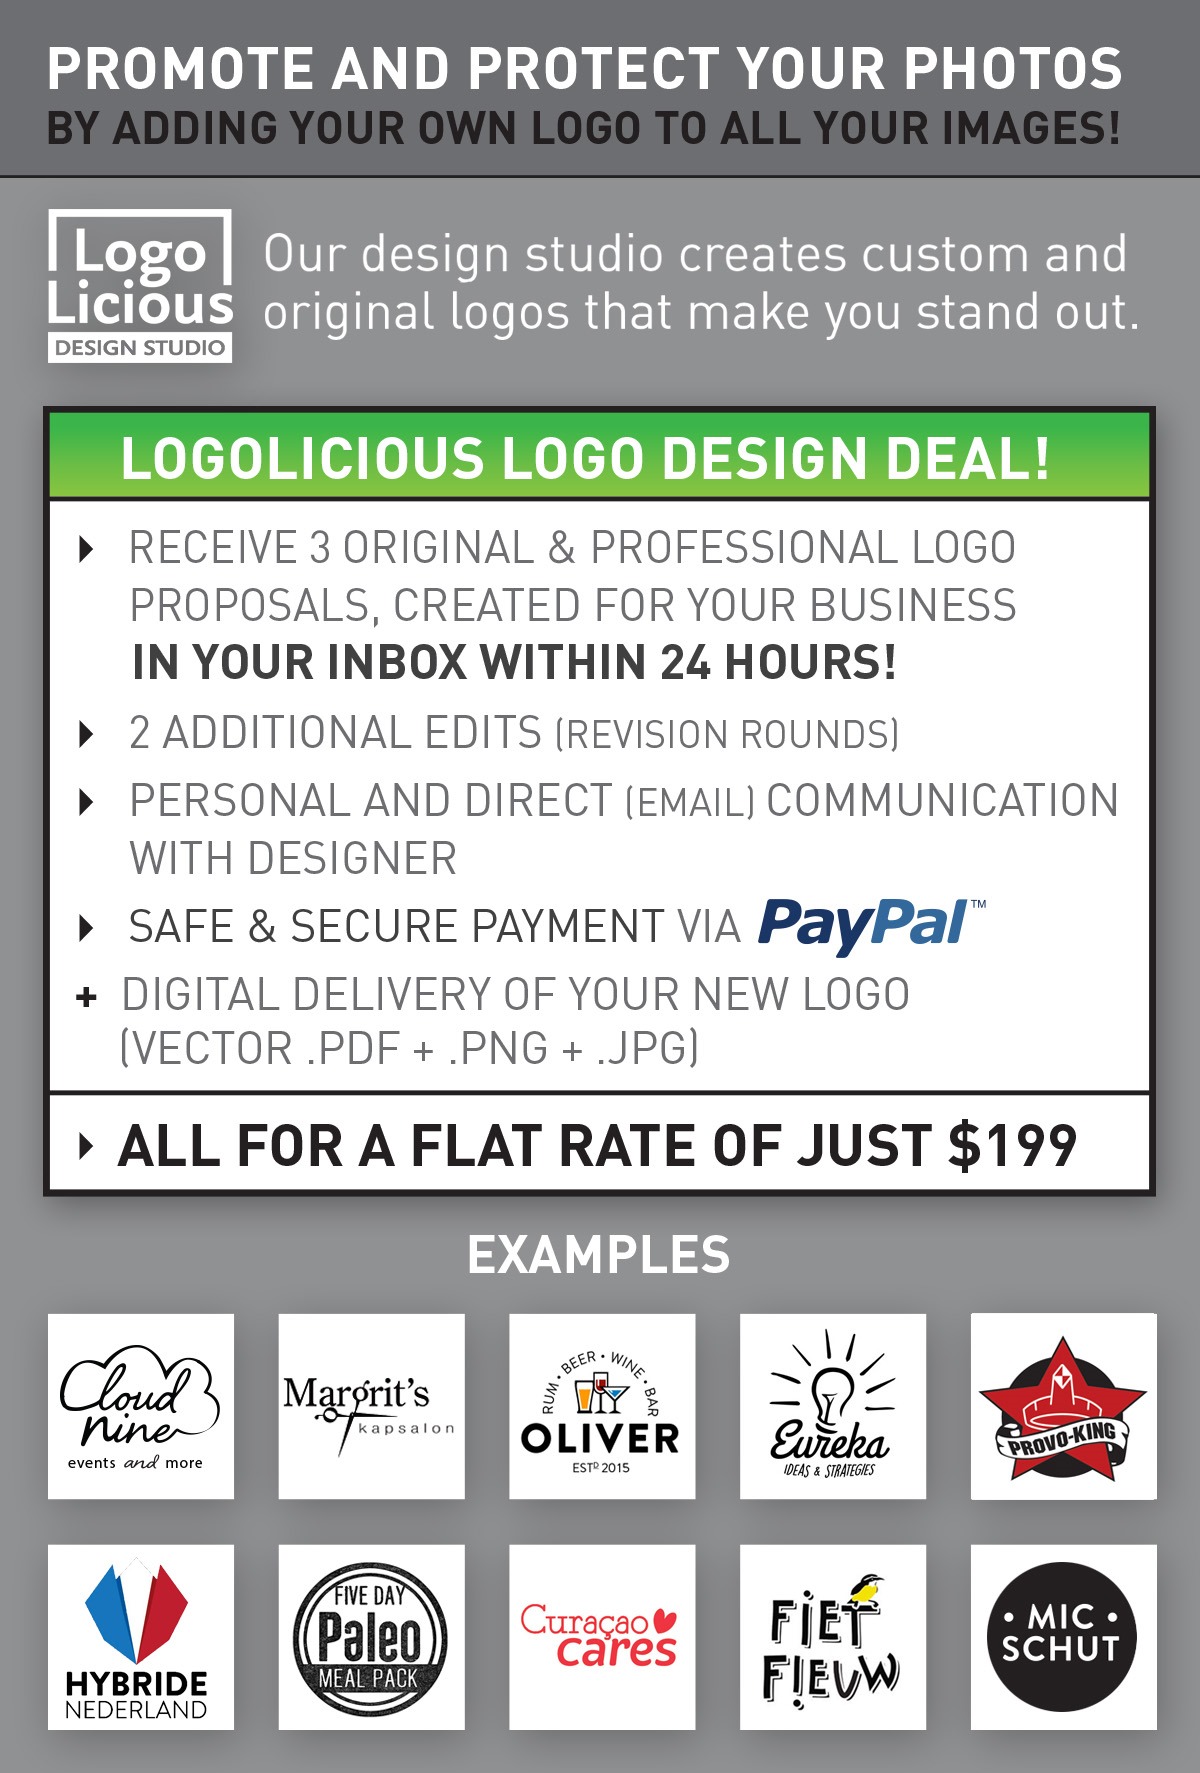 PROMOTE AND PROTECT YOUR PHOTOS
BY ADDING YOUR OWN LOGO TO ALL YOUR IMAGES!
Logo
Licious
DESIGN STUDIO
Our design studio creates custom and
original logos that make you stand out.
LOGOLICIOUS LOGO DESIGN DEAL!
RECEIVE 3 ORIGINAL & PROFESSIONAL LOGO
PROPOSALS, CREATED FOR YOUR BUSINESS
IN YOUR INBOX WITHIN 24 HOURS!
2 ADDITIONAL EDITS (REVISION ROUNDS)
PERSONAL AND DIRECT (EMAIL) COMMUNICATION
WITH DESIGNER
SAFE & SECURE PAYMENT VIA PayPal™
+ DIGITAL DELIVERY OF YOUR NEW LOGO
(VECTOR .PDF + .PNG + .JPG)
ALL FOR A FLAT RATE OF JUST $199
EXAMPLES
Cloud
nine
events and more
Margrit's
kapsalon
RUM • BEER • WINE • BAR
OLIVER
ESTD 2015
Eureka
IDEAS & STRATEGIES
PROVO-KING
HYBRIDE
NEDERLAND
FIVE DAY
Paleo
MEAL PACK
Curaçao
cares
FIET
FIEUW
• MIC •
SCHUT